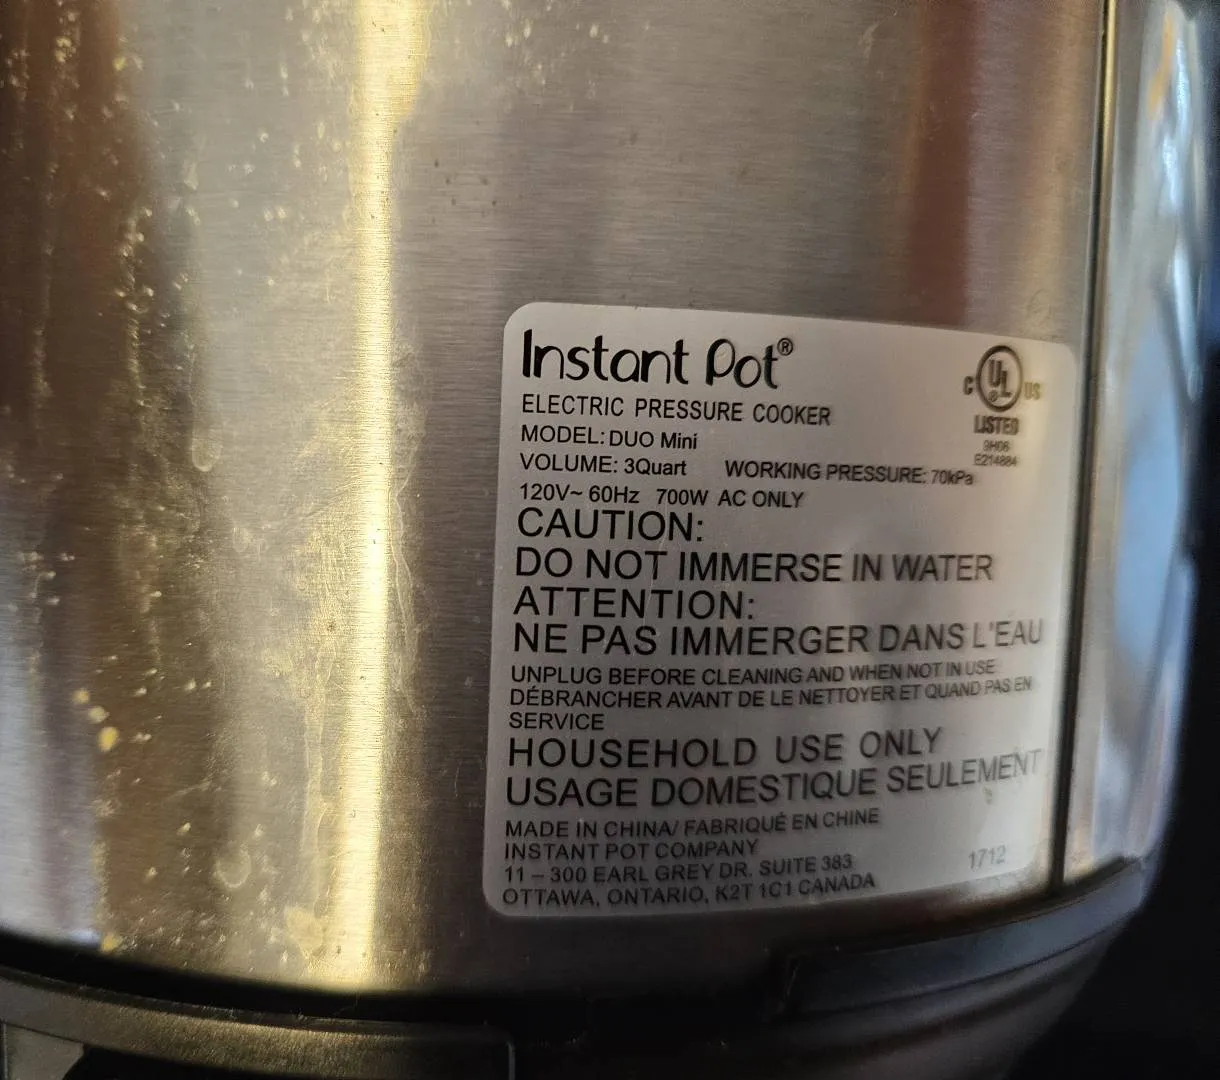 Instant Pot®
ELECTRIC PRESSURE COOKER
MODEL: DUO Mini
VOLUME: 3Quart WORKING PRESSURE: 70kPa
120V~ 60Hz 700W AC ONLY
C UL ® US
LISTED
9H06
E214884
CAUTION:
DO NOT IMMERSE IN WATER
ATTENTION:
NE PAS IMMERGER DANS L'EAU
UNPLUG BEFORE CLEANING AND WHEN NOT IN USE
DÉBRANCHER AVANT DE LE NETTOYER ET QUAND PAS EN
SERVICE
HOUSEHOLD USE ONLY
USAGE DOMESTIQUE SEULEMENT
MADE IN CHINA/ FABRIQUÉ EN CHINE
INSTANT POT COMPANY
11 – 300 EARL GREY DR. SUITE 383
OTTAWA, ONTARIO, K2T 1C1 CANADA
1712